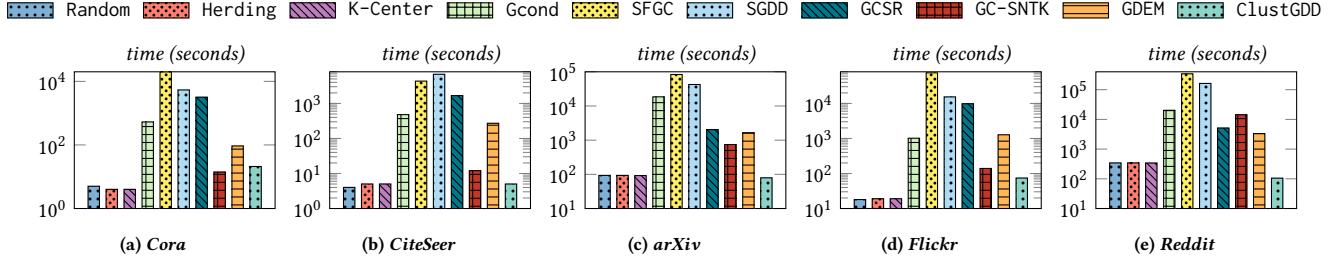 Random Herding K-Center Gcond SFGC SGDD GCSR GC-SNTK GDEM ClustGDD
time (seconds) time (seconds) time (seconds) time (seconds) time (seconds)
10^4 10^2 10^0
10^3 10^2 10^1 10^0
10^5 10^4 10^3 10^2 10^1
10^4 10^3 10^2 10^1
10^5 10^4 10^3 10^2 10^1
(a) Cora (b) CiteSeer (c) arXiv (d) Flickr (e) Reddit